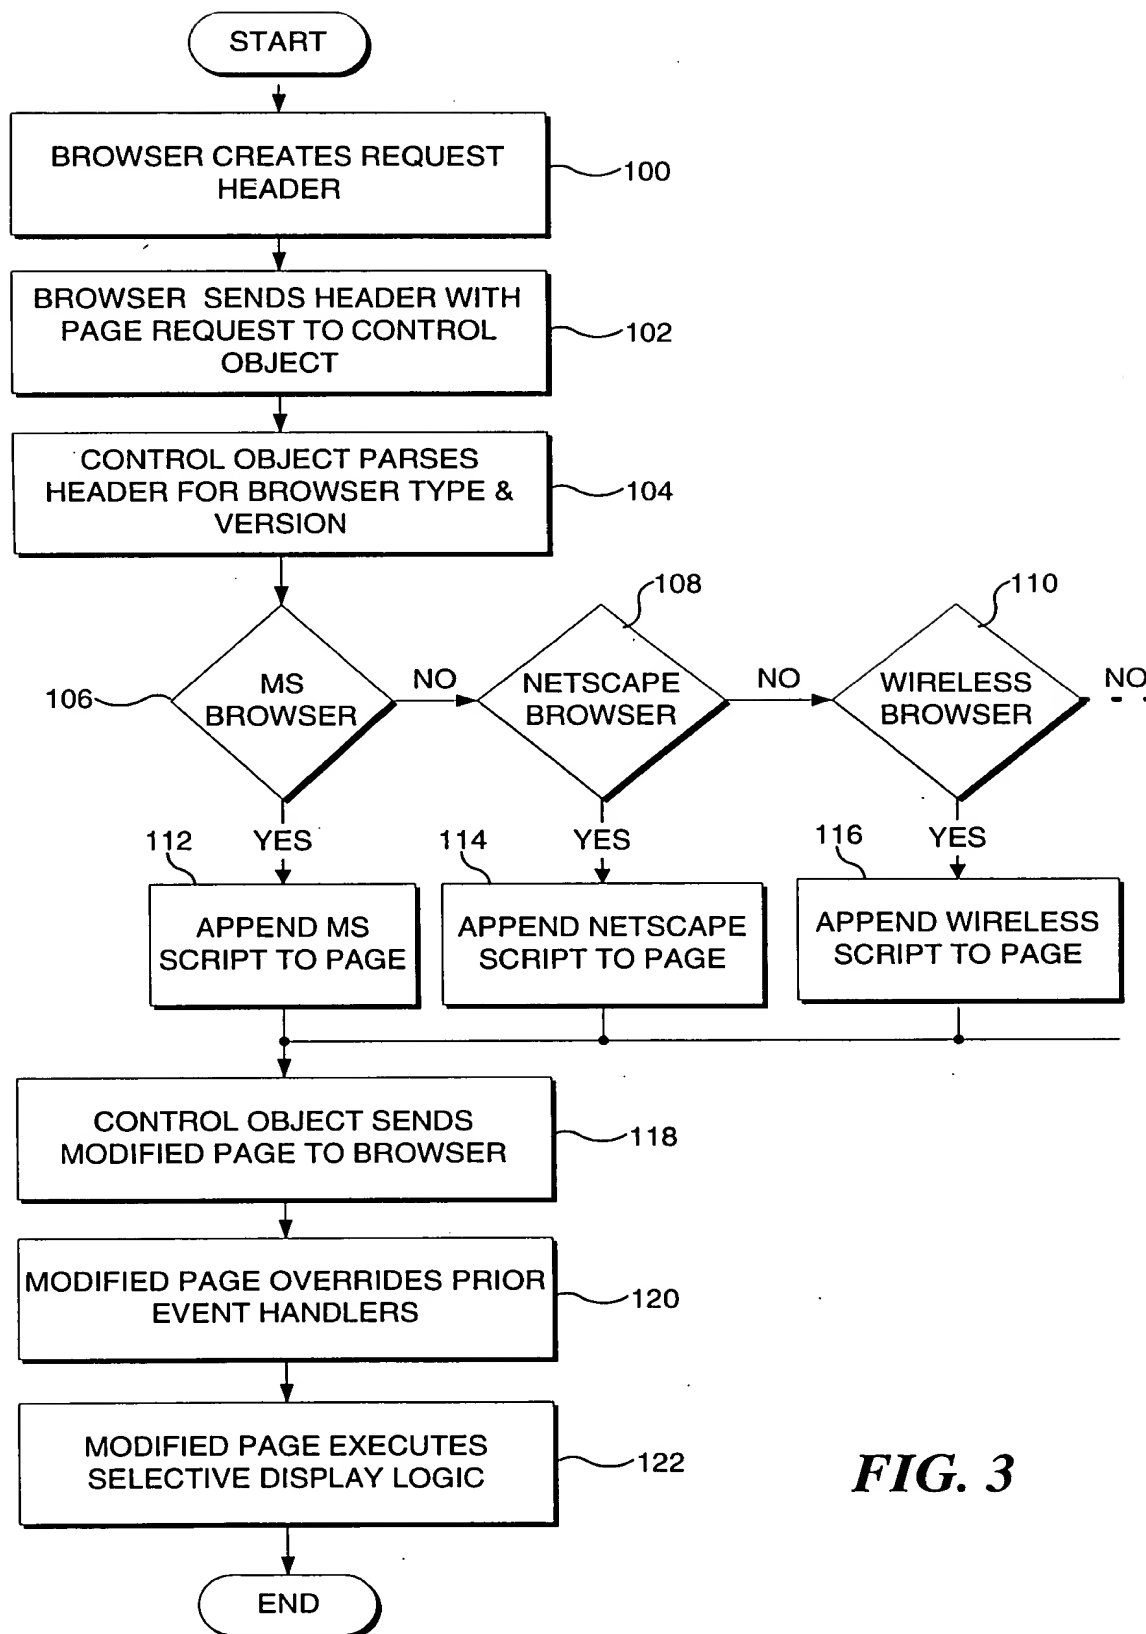 START
BROWSER CREATES REQUEST
HEADER
100
BROWSER SENDS HEADER WITH
PAGE REQUEST TO CONTROL
OBJECT
102
CONTROL OBJECT PARSES
HEADER FOR BROWSER TYPE &
VERSION
104
106
MS
BROWSER
NO
108
NETSCAPE
BROWSER
NO
110
WIRELESS
BROWSER
NO
YES
YES
YES
112
APPEND MS
SCRIPT TO PAGE
114
APPEND NETSCAPE
SCRIPT TO PAGE
116
APPEND WIRELESS
SCRIPT TO PAGE
CONTROL OBJECT SENDS
MODIFIED PAGE TO BROWSER
118
MODIFIED PAGE OVERRIDES PRIOR
EVENT HANDLERS
120
MODIFIED PAGE EXECUTES
SELECTIVE DISPLAY LOGIC
122
END
FIG. 3